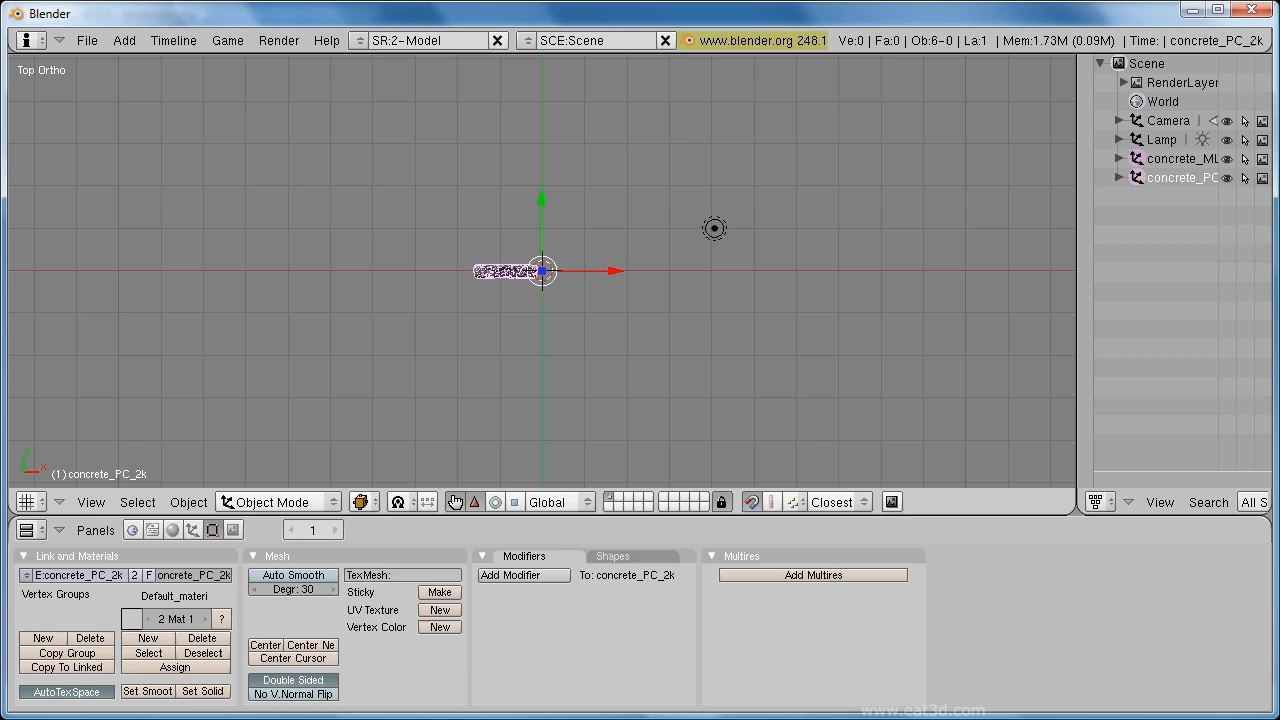 Blender
File Add Timeline Game Render Help SR:2-Model SCE:Scene www.blender.org 248.1 Ve:0 | Fa:0 | Ob:6-0 | La:1 | Mem:1.73M (0.09M) | Time: | concrete_PC_2k
Top Ortho
Scene
RenderLayer
World
Camera
Lamp
concrete_ML
concrete_PC
x
(1) concrete_PC_2k
View Select Object Object Mode Global Closest View Search All S
Panels 1
Link and Materials Mesh Modifiers Shapes Multires
E:concrete_PC_2k 2 F oncrete_PC_2k Auto Smooth TexMesh: Add Modifier To: concrete_PC_2k Add Multires
Vertex Groups Default_materi Degr: 30 Sticky Make
UV Texture New
2 Mat 1 ? Vertex Color New
New Delete New Delete Center Center Ne
Copy Group Select Deselect Center Cursor
Copy To Linked Assign Double Sided
AutoTexSpace Set Smoot Set Solid No V.Normal Flip
www.eat3d.com